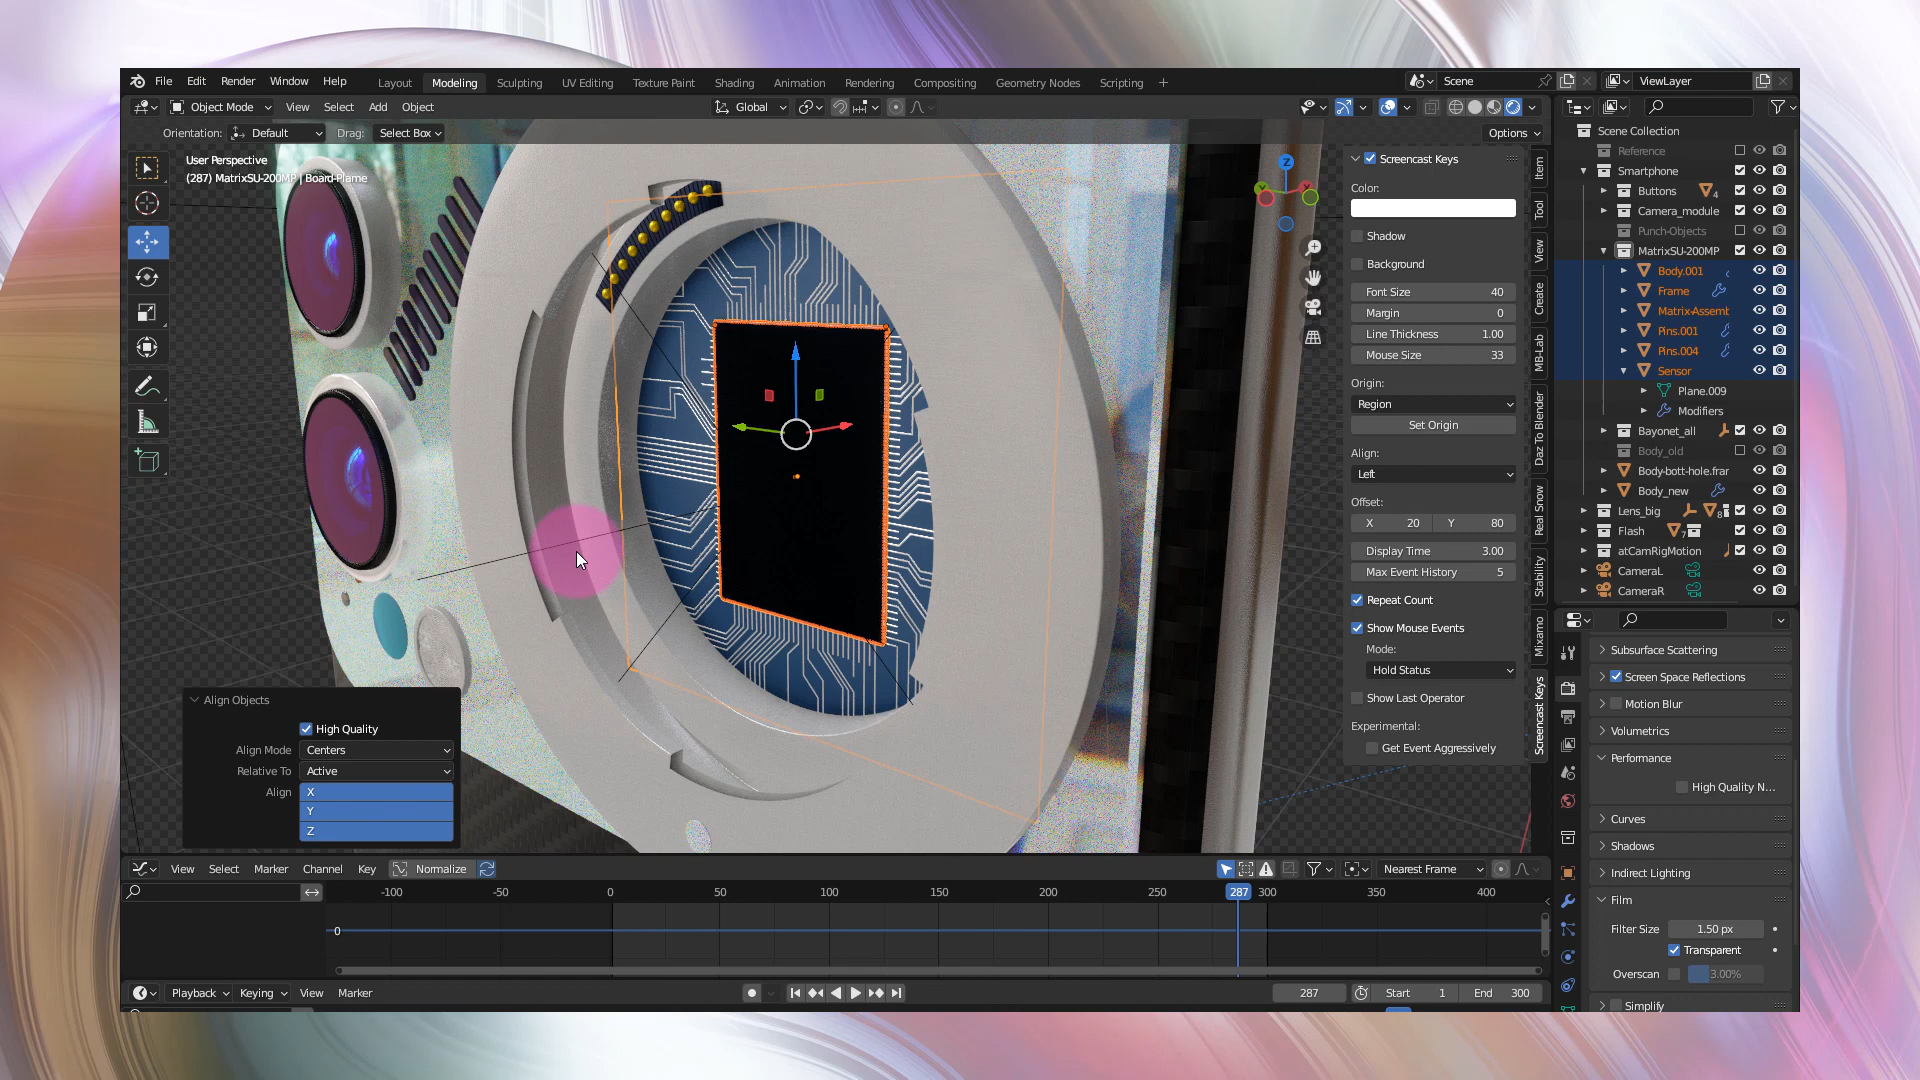 File Edit Render Window Help
Layout Modeling Sculpting UV Editing Texture Paint Shading Animation Rendering Compositing Geometry Nodes Scripting +
Scene
ViewLayer
Object Mode View Select Add Object
Global
Orientation: Default Drag: Select Box
Options
User Perspective
(287) MatrixSU-200MP | Board-Plame
Z
Y
Screencast Keys
Color:
Shadow
Background
Font Size 40
Margin 0
Line Thickness 1.00
Mouse Size 33
Origin:
Region
Set Origin
Align:
Left
Offset:
X 20 Y 80
Display Time 3.00
Max Event History 5
Repeat Count
Show Mouse Events
Mode:
Hold Status
Show Last Operator
Experimental:
Get Event Aggressively
Item
Tool
View
Create
MB-Lab
Daz To Blender
Real Snow
Stability
Mixamo
Screencast Keys
Scene Collection
Reference
Smartphone
Buttons 4
Camera_module
Punch-Objects
MatrixSU-200MP
Body.001
Frame
Matrix-Assemt
Pins.001
Pins.004
Sensor
Plane.009
Modifiers
Bayonet_all
Body_old
Body-bott-hole.frar
Body_new
Lens_big 8
Flash 7
atCamRigMotion
CameraL
CameraR
Subsurface Scattering
Screen Space Reflections
Motion Blur
Volumetrics
Performance
High Quality N...
Curves
Shadows
Indirect Lighting
Film
Filter Size 1.50 px
Transparent
Overscan 3.00%
Simplify
Align Objects
High Quality
Align Mode Centers
Relative To Active
Align X
Y
Z
View Select Marker Channel Key Normalize
Nearest Frame
-100 -50 0 50 100 150 200 250 287 300 350 400
0
Playback Keying View Marker
287 Start 1 End 300